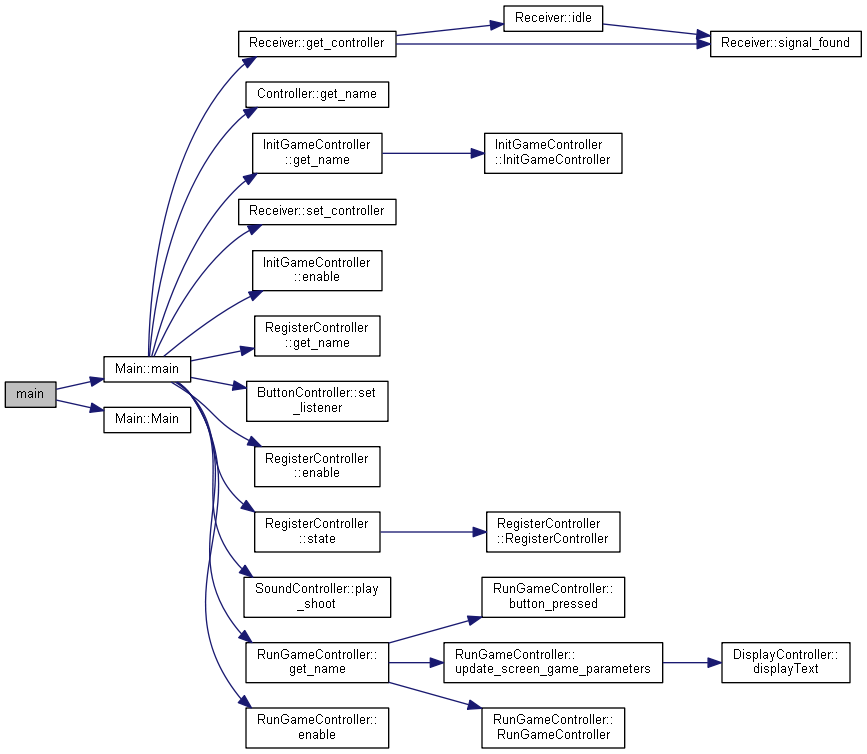 Receiver::idle
Receiver::get_controller
Receiver::signal_found
Controller::get_name
InitGameController
::get_name
InitGameController
::InitGameController
Receiver::set_controller
InitGameController
::enable
RegisterController
::get_name
Main::main
main
ButtonController::set
_listener
Main::Main
RegisterController
::enable
RegisterController
::state
RegisterController
::RegisterController
SoundController::play
_shoot
RunGameController::
button_pressed
RunGameController::
get_name
RunGameController::
update_screen_game_parameters
DisplayController::
displayText
RunGameController::
enable
RunGameController::
RunGameController